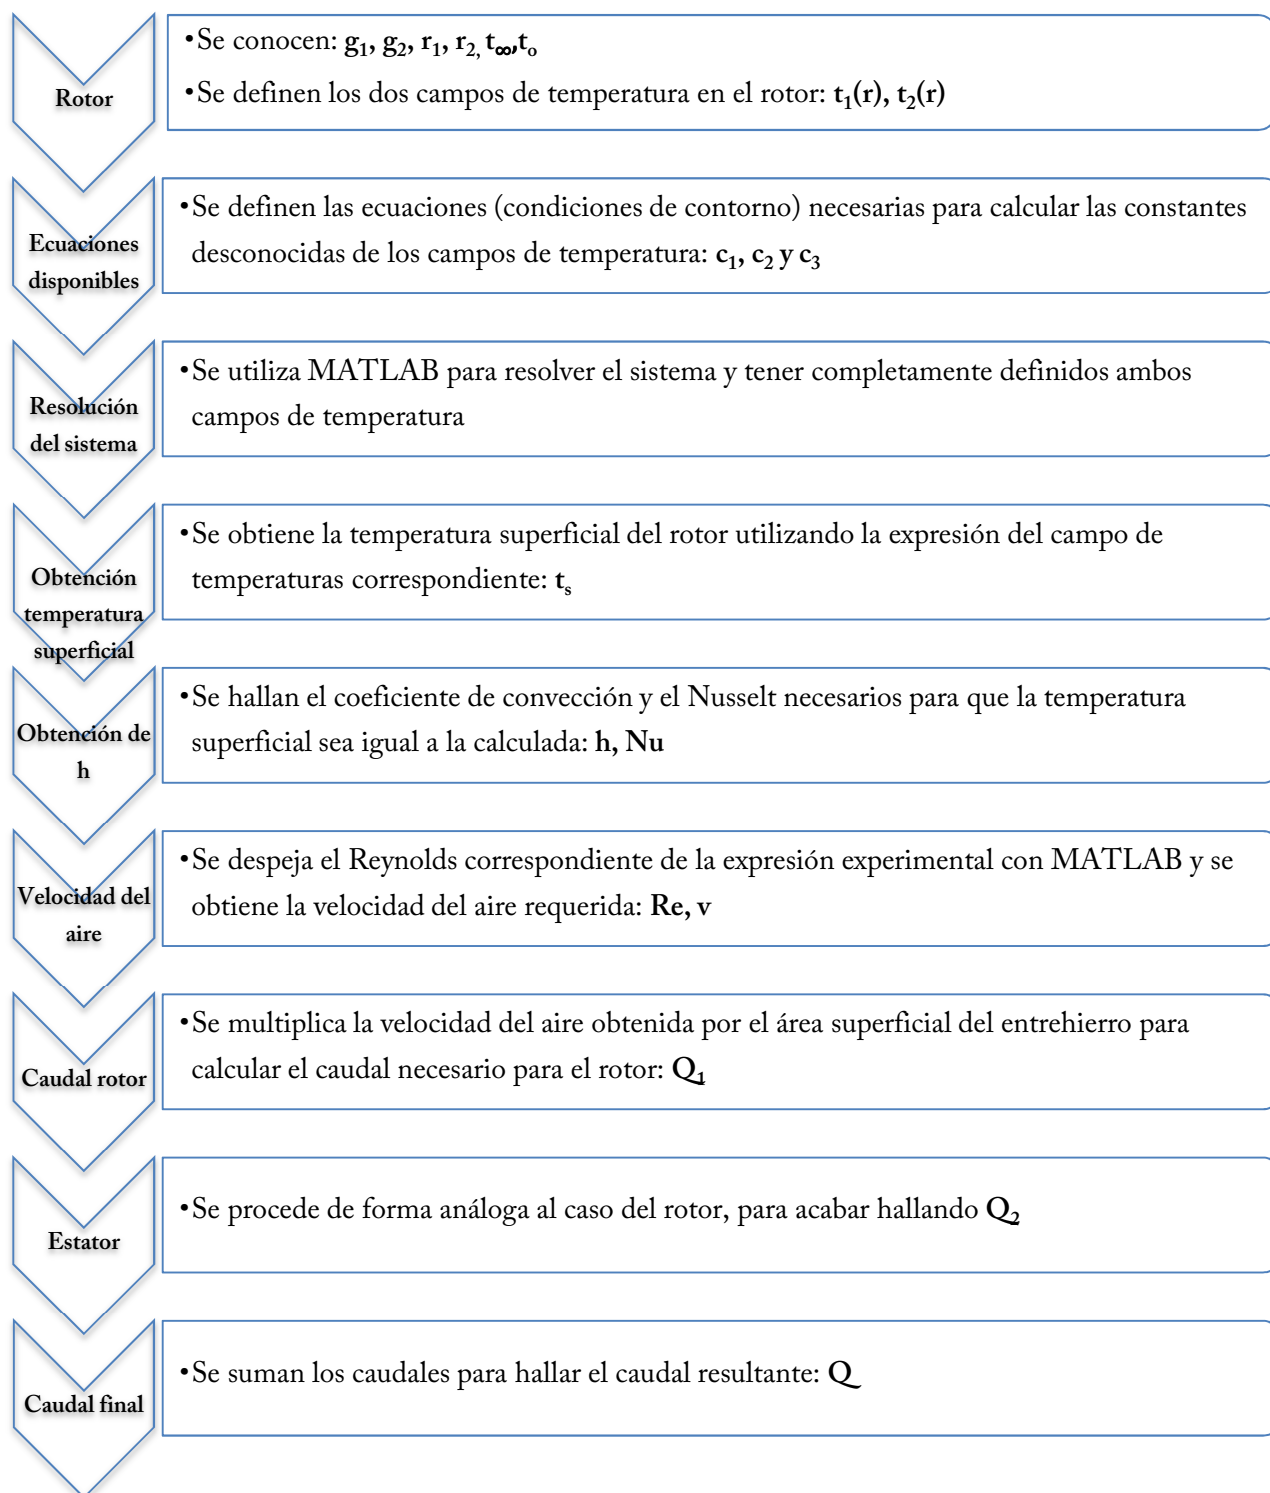 Rotor
•Se conocen: g₁, g₂, r₁, r₂, t∞,tₒ
•Se definen los dos campos de temperatura en el rotor: t₁(r), t₂(r)
Ecuaciones
disponibles
•Se definen las ecuaciones (condiciones de contorno) necesarias para calcular las constantes
desconocidas de los campos de temperatura: c₁, c₂ y c₃
Resolución
del sistema
•Se utiliza MATLAB para resolver el sistema y tener completamente definidos ambos
campos de temperatura
Obtención
temperatura
superficial
•Se obtiene la temperatura superficial del rotor utilizando la expresión del campo de
temperaturas correspondiente: tₛ
Obtención de
h
•Se hallan el coeficiente de convección y el Nusselt necesarios para que la temperatura
superficial sea igual a la calculada: h, Nu
Velocidad del
aire
•Se despeja el Reynolds correspondiente de la expresión experimental con MATLAB y se
obtiene la velocidad del aire requerida: Re, v
Caudal rotor
•Se multiplica la velocidad del aire obtenida por el área superficial del entrehierro para
calcular el caudal necesario para el rotor: Q₁
Estator
•Se procede de forma análoga al caso del rotor, para acabar hallando Q₂
Caudal final
•Se suman los caudales para hallar el caudal resultante: Q